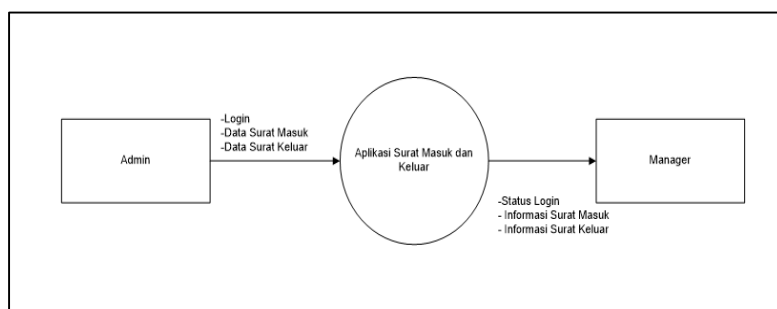 Admin
-Login
-Data Surat Masuk
-Data Surat Keluar
Aplikasi Surat Masuk dan
Keluar
Manager
-Status Login
- Informasi Surat Masuk
- Informasi Surat Keluar